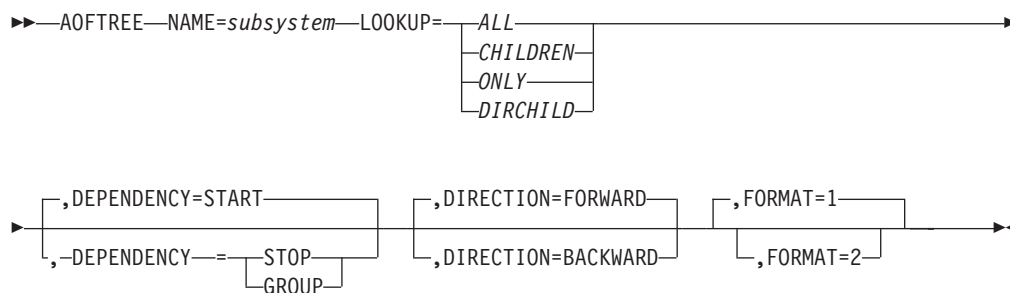 AOFTREE NAME=subsystem LOOKUP= ALL
CHILDREN
ONLY
DIRCHILD
,DEPENDENCY=START ,DIRECTION=FORWARD ,FORMAT=1
, DEPENDENCY = STOP ,DIRECTION=BACKWARD ,FORMAT=2
GROUP